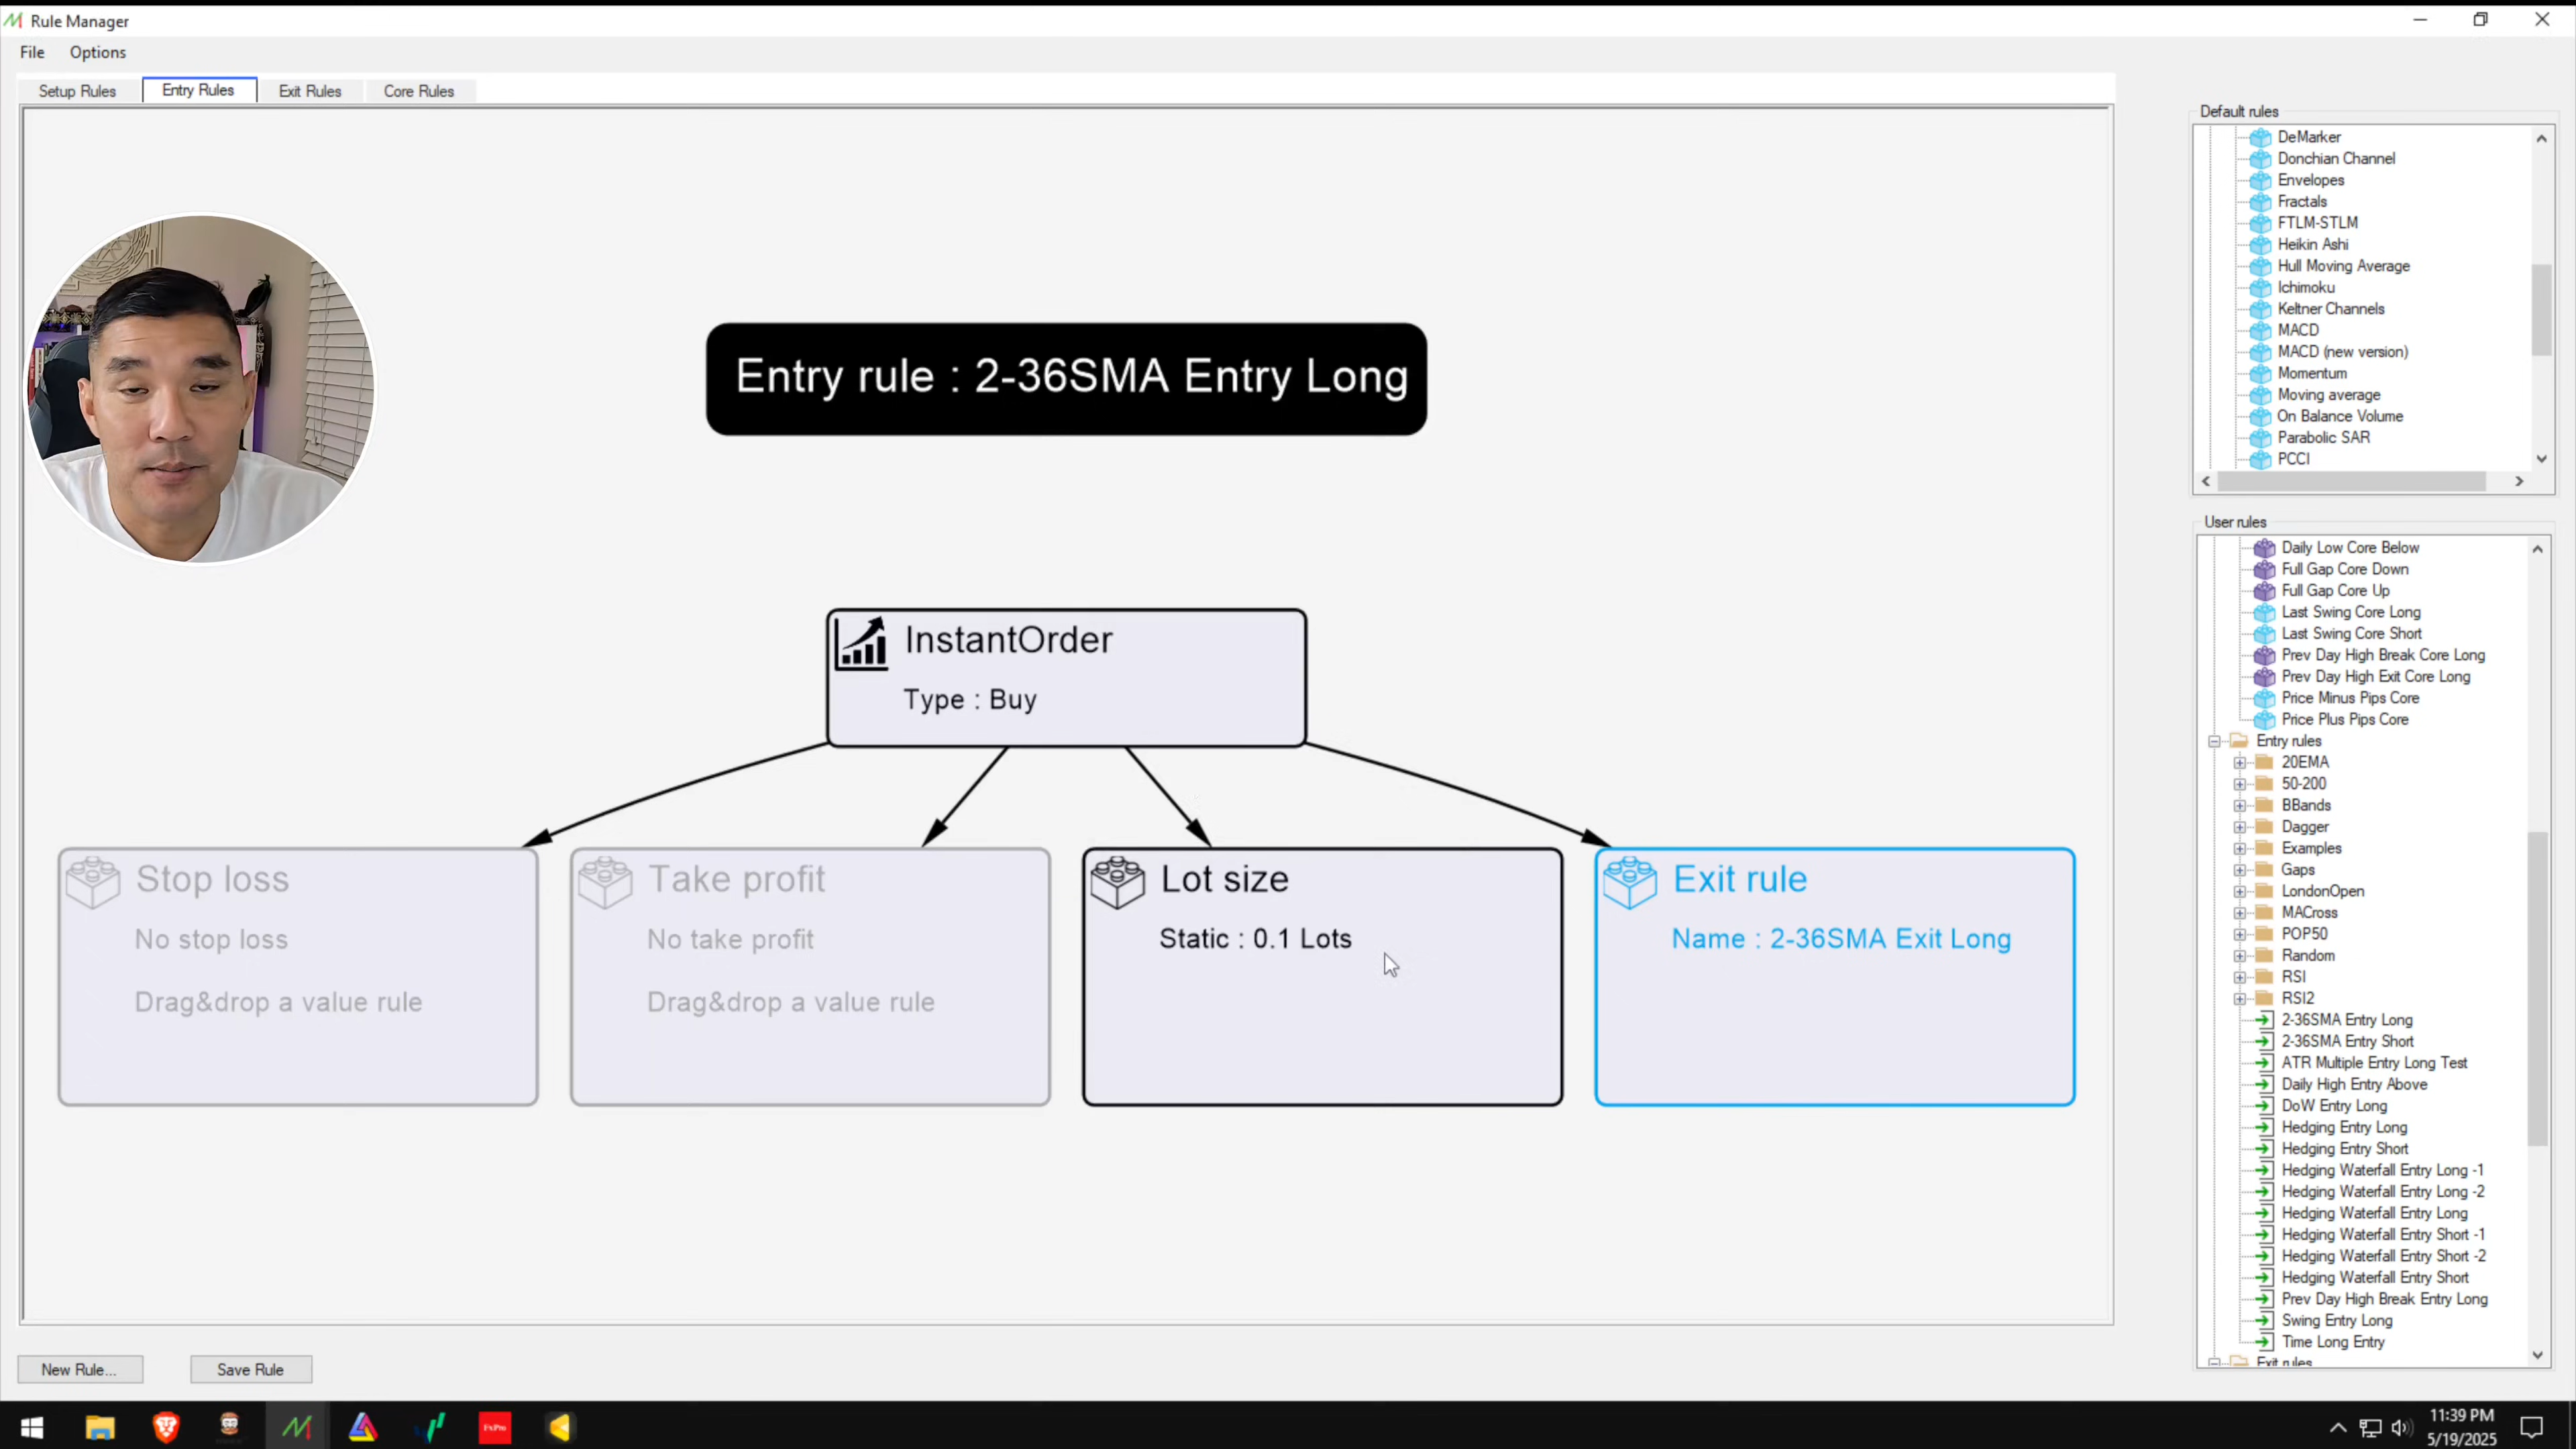 Rule Manager
File Options
Setup Rules Entry Rules Exit Rules Core Rules
Entry rule : 2-36SMA Entry Long
InstantOrder
Type : Buy
Stop loss
No stop loss
Drag&drop a value rule
Take profit
No take profit
Drag&drop a value rule
Lot size
Static : 0.1 Lots
Exit rule
Name : 2-36SMA Exit Long
New Rule... Save Rule
Default rules
DeMarker
Donchian Channel
Envelopes
Fractals
FTLM-STLM
Heikin Ashi
Hull Moving Average
Ichimoku
Keltner Channels
MACD
MACD (new version)
Momentum
Moving average
On Balance Volume
Parabolic SAR
PCCI
User rules
Daily Low Core Below
Full Gap Core Down
Full Gap Core Up
Last Swing Core Long
Last Swing Core Short
Prev Day High Break Core Long
Prev Day High Exit Core Long
Price Minus Pips Core
Price Plus Pips Core
Entry rules
20EMA
50-200
BBands
Dagger
Examples
Gaps
LondonOpen
MACross
POP50
Random
RSI
RSI2
2-36SMA Entry Long
2-36SMA Entry Short
ATR Multiple Entry Long Test
Daily High Entry Above
DoW Entry Long
Hedging Entry Long
Hedging Entry Short
Hedging Waterfall Entry Long -1
Hedging Waterfall Entry Long -2
Hedging Waterfall Entry Long
Hedging Waterfall Entry Short -1
Hedging Waterfall Entry Short -2
Hedging Waterfall Entry Short
Prev Day High Break Entry Long
Swing Entry Long
Time Long Entry
Exit rules
FxPro
11:39 PM
5/19/2025